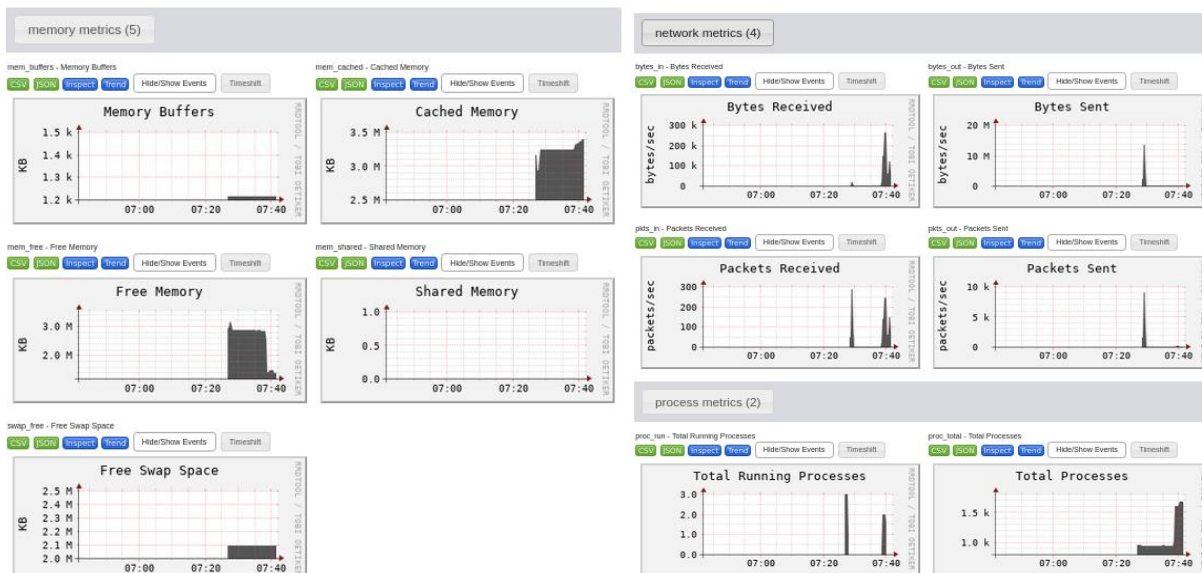 memory metrics (5)
mem_buffers - Memory Buffers
CSV JSON Inspect Trend Hide/Show Events Timeshift
Memory Buffers
KB
1.5 k
1.4 k
1.3 k
1.2 k
07:00 07:20 07:40
RRDTOOL / TOBI OETIKER
mem_cached - Cached Memory
CSV JSON Inspect Trend Hide/Show Events Timeshift
Cached Memory
KB
3.5 M
3.0 M
2.5 M
07:00 07:20 07:40
RRDTOOL / TOBI OETIKER
mem_free - Free Memory
CSV JSON Inspect Trend Hide/Show Events Timeshift
Free Memory
KB
3.0 M
2.0 M
07:00 07:20 07:40
RRDTOOL / TOBI OETIKER
mem_shared - Shared Memory
CSV JSON Inspect Trend Hide/Show Events Timeshift
Shared Memory
KB
1.0
0.5
0.0
07:00 07:20 07:40
RRDTOOL / TOBI OETIKER
swap_free - Free Swap Space
CSV JSON Inspect Trend Hide/Show Events Timeshift
Free Swap Space
KB
2.5 M
2.4 M
2.3 M
2.2 M
2.1 M
2.0 M
07:00 07:20 07:40
RRDTOOL / TOBI OETIKER
network metrics (4)
bytes_in - Bytes Received
CSV JSON Inspect Trend Hide/Show Events Timeshift
Bytes Received
bytes/sec
300 k
200 k
100 k
0
07:00 07:20 07:40
RRDTOOL / TOBI OETIKER
bytes_out - Bytes Sent
CSV JSON Inspect Trend Hide/Show Events Timeshift
Bytes Sent
bytes/sec
20 M
10 M
0
07:00 07:20 07:40
pkts_in - Packets Received
CSV JSON Inspect Trend Hide/Show Events Timeshift
Packets Received
packets/sec
300
200
100
0
07:00 07:20 07:40
RRDTOOL / TOBI OETIKER
pkts_out - Packets Sent
CSV JSON Inspect Trend Hide/Show Events Timeshift
Packets Sent
packets/sec
10 k
5 k
0
07:00 07:20 07:40
process metrics (2)
proc_run - Total Running Processes
CSV JSON Inspect Trend Hide/Show Events Timeshift
Total Running Processes
3.0
2.0
1.0
0.0
07:00 07:20 07:40
RRDTOOL / TOBI OETIKER
proc_total - Total Processes
CSV JSON Inspect Trend Hide/Show Events Timeshift
Total Processes
1.5 k
1.0 k
07:00 07:20 07:40